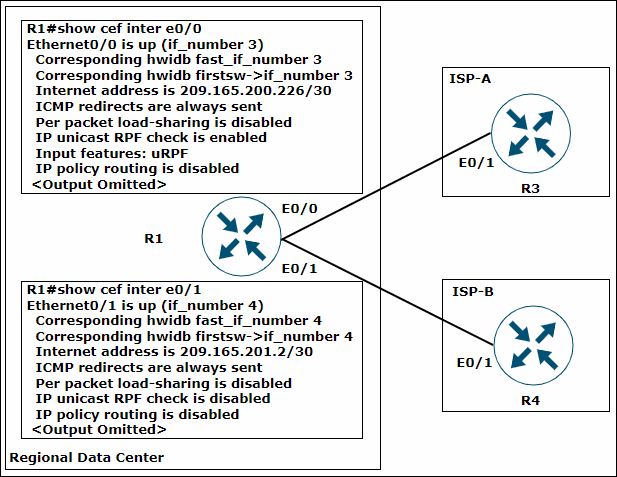 R1#show cef inter e0/0
Ethernet0/0 is up (if_number 3)
Corresponding hwidb fast_if_number 3
Corresponding hwidb firstsw->if_number 3
Internet address is 209.165.200.226/30
ICMP redirects are always sent
Per packet load-sharing is disabled
IP unicast RPF check is enabled
Input features: uRPF
IP policy routing is disabled
<Output Omitted>
ISP-A
E0/1
R3
E0/0
R1
E0/1
R1#show cef inter e0/1
Ethernet0/1 is up (if_number 4)
Corresponding hwidb fast_if_number 4
Corresponding hwidb firstsw->if_number 4
Internet address is 209.165.201.2/30
ICMP redirects are always sent
Per packet load-sharing is disabled
IP unicast RPF check is disabled
IP policy routing is disabled
<Output Omitted>
ISP-B
E0/1
R4
Regional Data Center